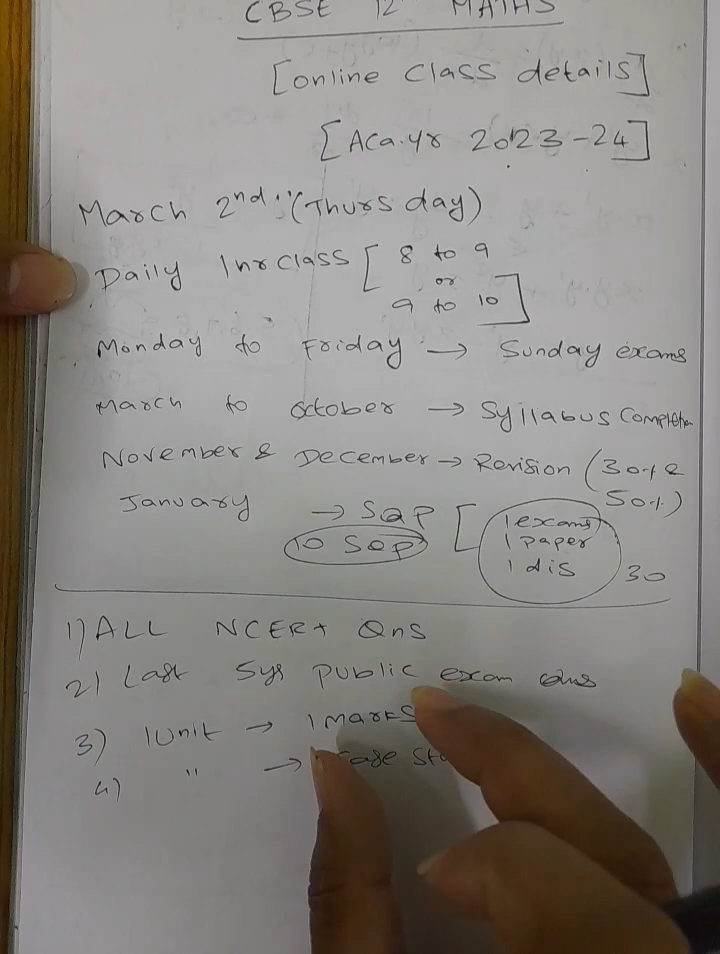 CBSE 12 MATHS
[online class details]
[Aca.yr 2023-24]
March 2nd: (Thursday)
Daily 1hr class [ 8 to 9
or
9 to 10 ]
Monday to Friday → Sunday exams
March to october → Syllabus Completion
November & December → Revision (30% &
50%)
January → SQP [ 1 exams
10 SQP 1 paper
1 dis 30
1) ALL NCERT Qns
2) Last 5yrs public exam Qns
3) 1unit → 1 Marks
4) " → case